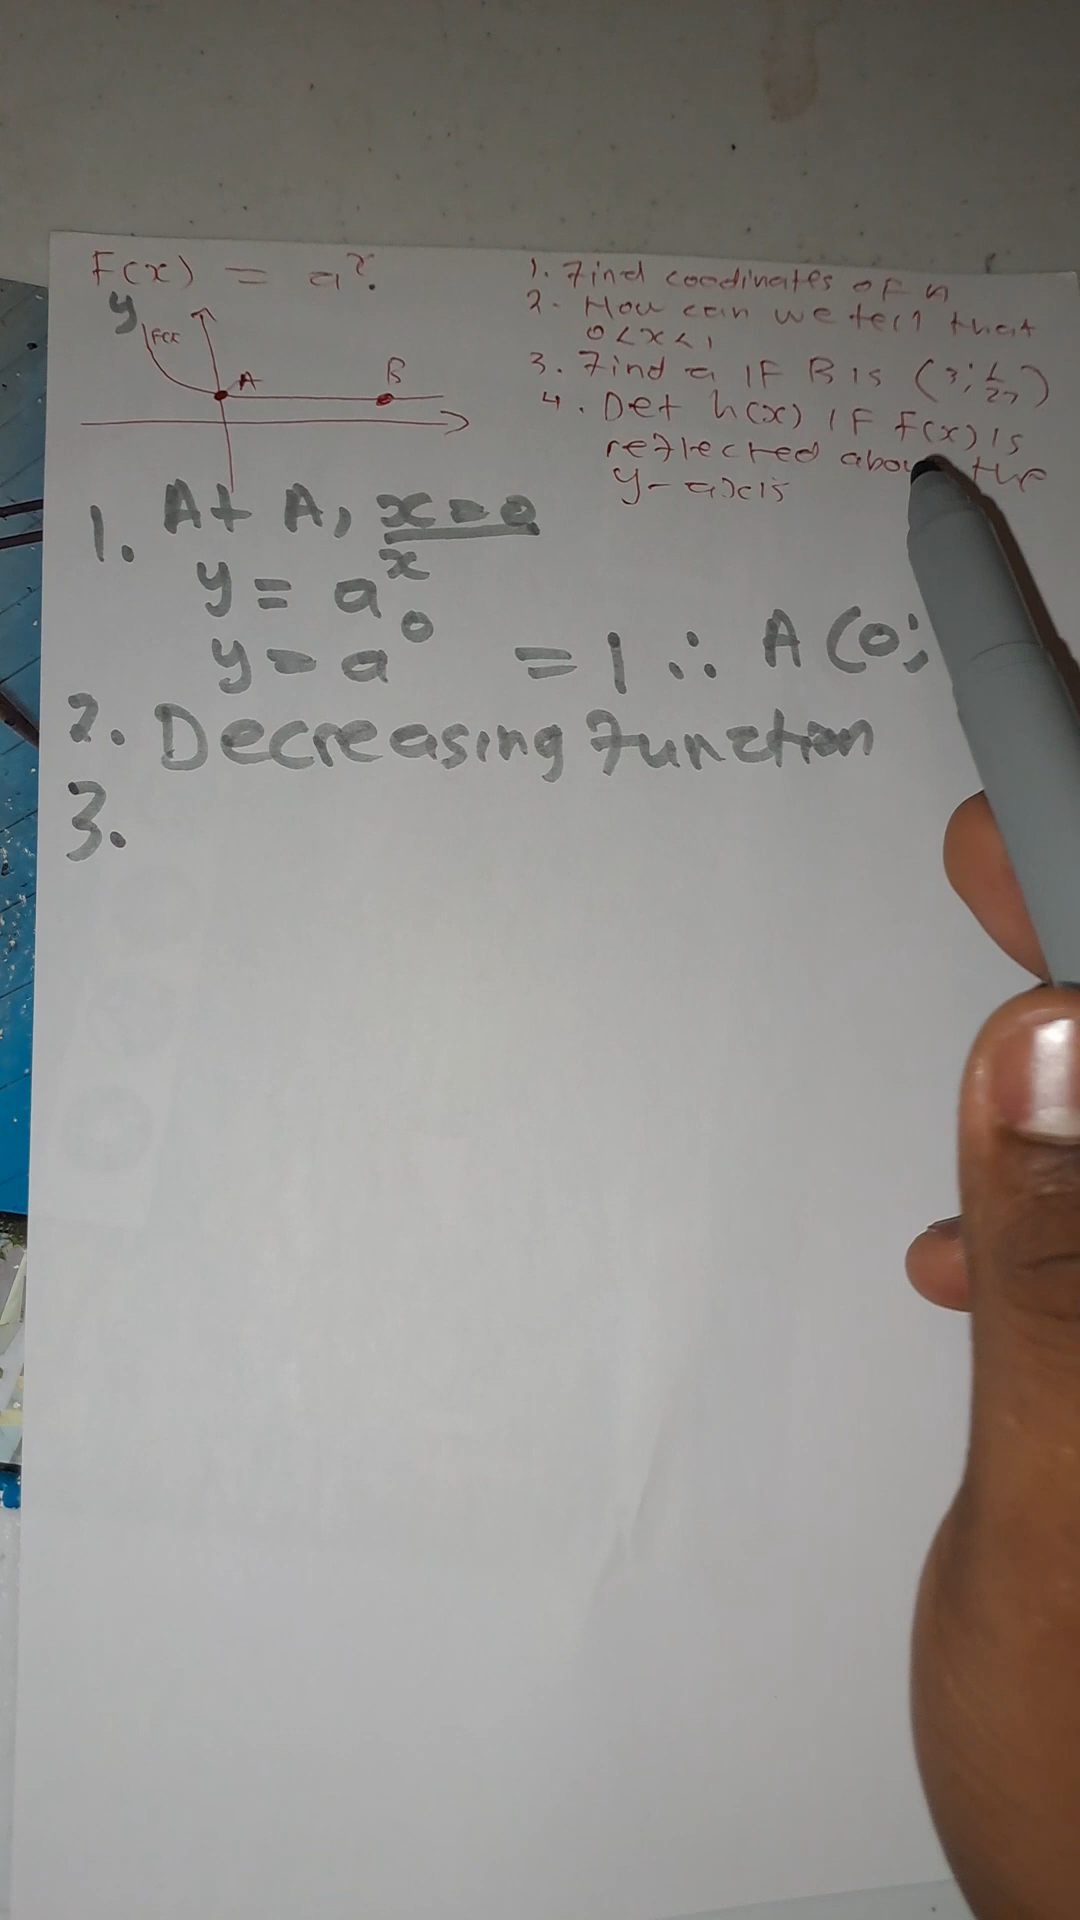 F(x) = a^x.
1. Find coodinates of A
2. How can we tell that
0<x<1
3. Find a IF B is (3; 1/27)
4. Det h(x) IF f(x) is
reflected about the
y-axis
y
F(x)
A
B
1. At A, x=0
y = a^x
y = a^0 = 1 ∴ A (0;
2. Decreasing Function
3.